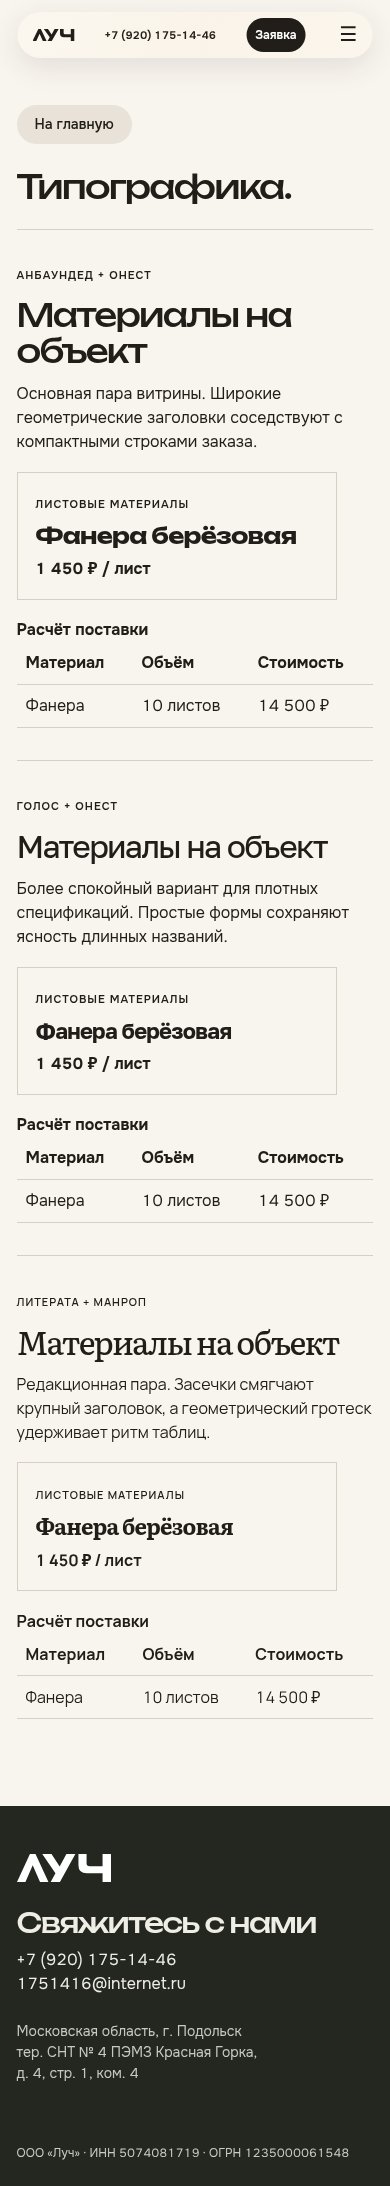 ЛУЧ
+7 (920) 175-14-46
Заявка
На главную
Типографика.
АНБАУНДЕД + ОНЕСТ
Материалы на
объект
Основная пара витрины. Широкие
геометрические заголовки соседствуют с
компактными строками заказа.
ЛИСТОВЫЕ МАТЕРИАЛЫ
Фанера берёзовая
1 450 ₽ / лист
Расчёт поставки
Материал Объём Стоимость
Фанера 10 листов 14 500 ₽
ГОЛОС + ОНЕСТ
Материалы на объект
Более спокойный вариант для плотных
спецификаций. Простые формы сохраняют
ясность длинных названий.
ЛИСТОВЫЕ МАТЕРИАЛЫ
Фанера берёзовая
1 450 ₽ / лист
Расчёт поставки
Материал Объём Стоимость
Фанера 10 листов 14 500 ₽
ЛИТЕРАТА + МАНРОП
Материалы на объект
Редакционная пара. Засечки смягчают
крупный заголовок, а геометрический гротеск
удерживает ритм таблиц.
ЛИСТОВЫЕ МАТЕРИАЛЫ
Фанера берёзовая
1 450 ₽ / лист
Расчёт поставки
Материал Объём Стоимость
Фанера 10 листов 14 500 ₽
ЛУЧ
Свяжитесь с нами
+7 (920) 175-14-46
1751416@internet.ru
Московская область, г. Подольск
тер. СНТ № 4 ПЭМЗ Красная Горка,
д. 4, стр. 1, ком. 4
ООО «Луч» · ИНН 5074081719 · ОГРН 1235000061548